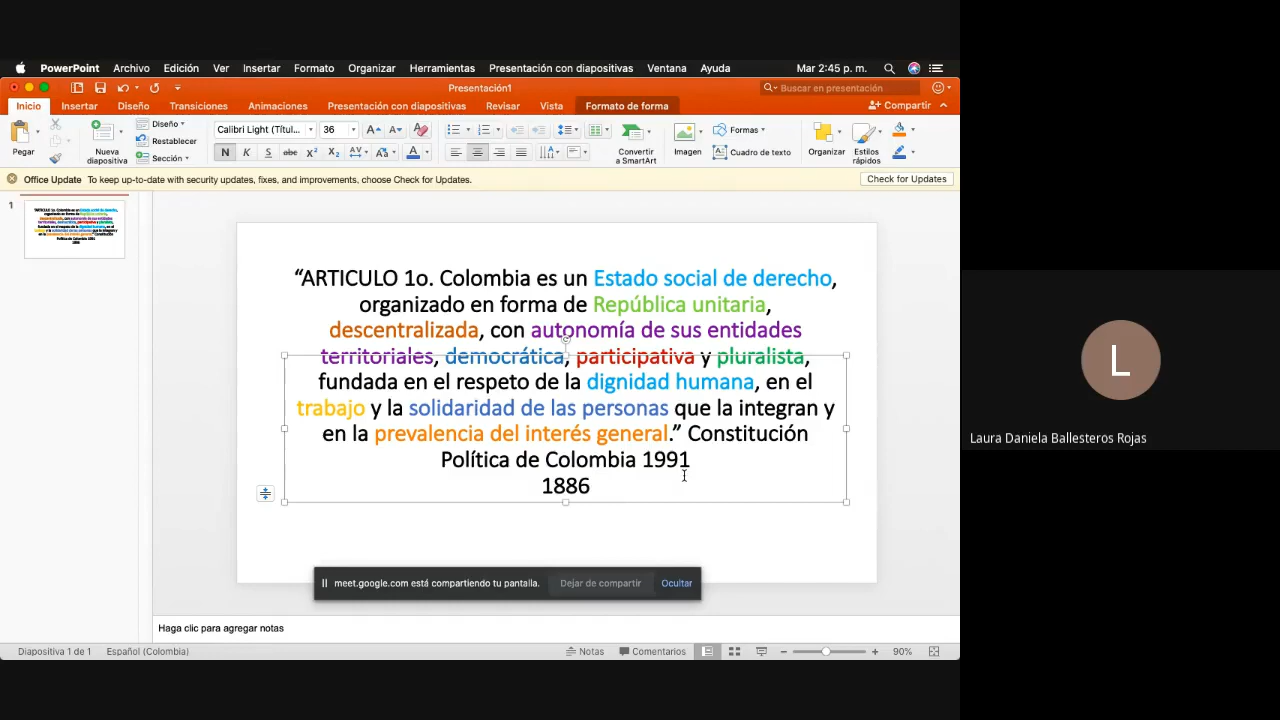 PowerPoint Archivo Edición Ver Insertar Formato Organizar Herramientas Presentación con diapositivas Ventana Ayuda Mar 2:45 p. m.
Presentación1
Buscar en presentación
Inicio Insertar Diseño Transiciones Animaciones Presentación con diapositivas Revisar Vista Formato de forma Compartir
Pegar
Nueva diapositiva
Diseño
Restablecer
Sección
Calibri Light (Títul... 36
N K S abc X² X₂ AV Aa A
Convertir a SmartArt
Imagen
Formas
Cuadro de texto
Organizar
Estilos rápidos
Office Update To keep up-to-date with security updates, fixes, and improvements, choose Check for Updates. Check for Updates
1
“ARTICULO 1o. Colombia es un Estado social de derecho,
organizado en forma de República unitaria,
descentralizada, con autonomía de sus entidades
territoriales, democrática, participativa y pluralista,
fundada en el respeto de la dignidad humana, en el
trabajo y la solidaridad de las personas que la integran y
en la prevalencia del interés general.” Constitución
Política de Colombia 1991
1886
meet.google.com está compartiendo tu pantalla. Dejar de compartir Ocultar
Haga clic para agregar notas
Diapositiva 1 de 1 Español (Colombia) Notas Comentarios 90%
L
Laura Daniela Ballesteros Rojas